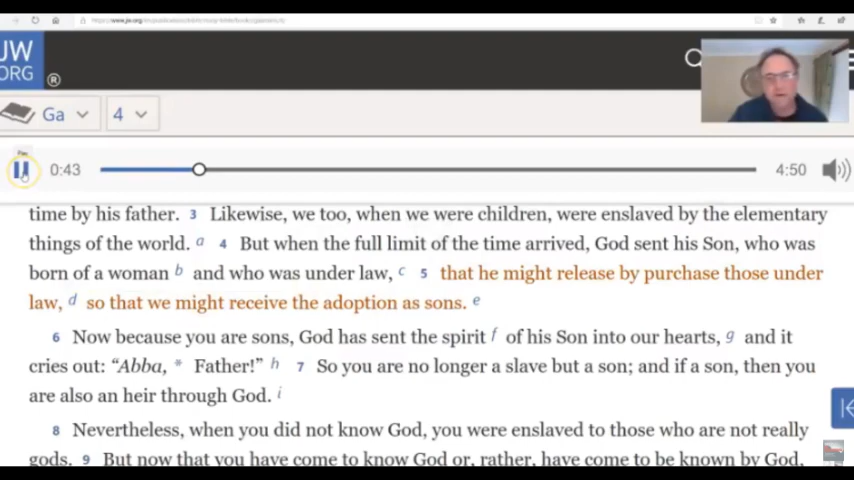 JW
ORG
®
Ga 4
0:43 4:50
time by his father. 3 Likewise, we too, when we were children, were enslaved by the elementary
things of the world. a 4 But when the full limit of the time arrived, God sent his Son, who was
born of a woman b and who was under law, c 5 that he might release by purchase those under
law, d so that we might receive the adoption as sons. e
6 Now because you are sons, God has sent the spirit f of his Son into our hearts, g and it
cries out: “Abba, * Father!” h 7 So you are no longer a slave but a son; and if a son, then you
are also an heir through God. i
8 Nevertheless, when you did not know God, you were enslaved to those who are not really
gods. 9 But now that you have come to know God or, rather, have come to be known by God,